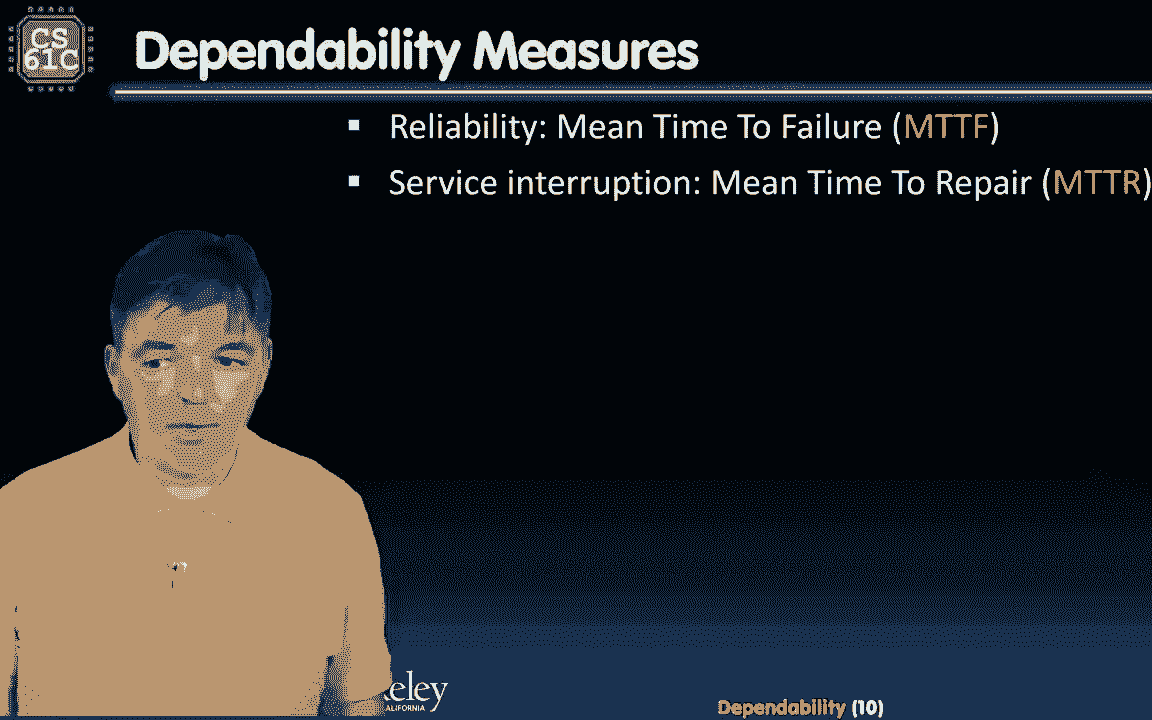 CS
61C
Dependability Measures
▪ Reliability: Mean Time To Failure (MTTF)
▪ Service interruption: Mean Time To Repair (MTTR)
eley
ALIFORNIA
Dependability (10)